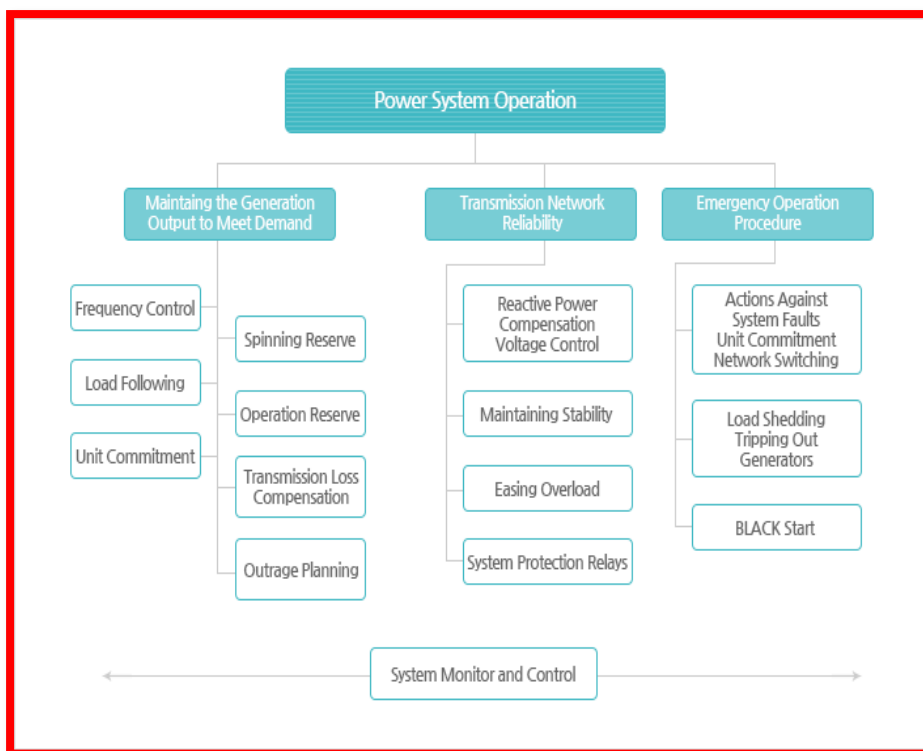 Power System Operation
Maintaing the Generation
Output to Meet Demand
Frequency Control
Load Following
Unit Commitment
Spinning Reserve
Operation Reserve
Transmission Loss
Compensation
Outrage Planning
Transmission Network
Reliability
Reactive Power
Compensation
Voltage Control
Maintaining Stability
Easing Overload
System Protection Relays
Emergency Operation
Procedure
Actions Against
System Faults
Unit Commitment
Network Switching
Load Shedding
Tripping Out
Generators
BLACK Start
System Monitor and Control